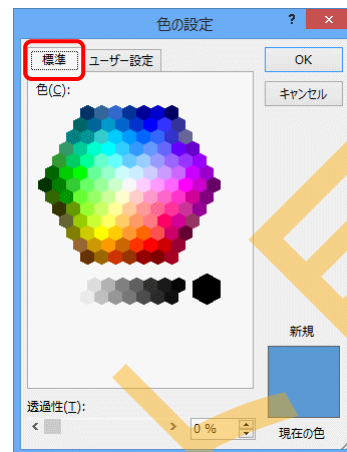 色の設定
? ×
標準 ユーザー設定
OK
色(C):
キャンセル
新規
透過性(T):
< > 0 %
現在の色